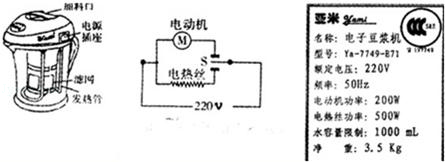 加料门
电源
插座
滤网
发热管
电动机
M
S
电热丝
220V
亚米 Yami
CCC
S&E
名称：电子豆浆机
型号：Ya-7749-B71
额定电压：220V
频率：50Hz
电动机功率：200W
电热丝功率：500W
水容量限制：1000 mL
净 重：3.5 Kg